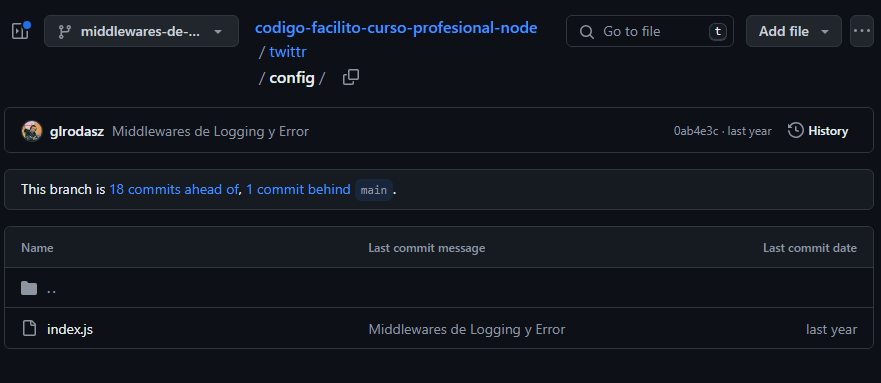 middlewares-de-...
codigo-facilito-curso-profesional-node
/ twittr
/ config /
Go to file
t
Add file
glrodasz Middlewares de Logging y Error 0ab4e3c · last year History
This branch is 18 commits ahead of, 1 commit behind main.
Name Last commit message Last commit date
..
index.js Middlewares de Logging y Error last year